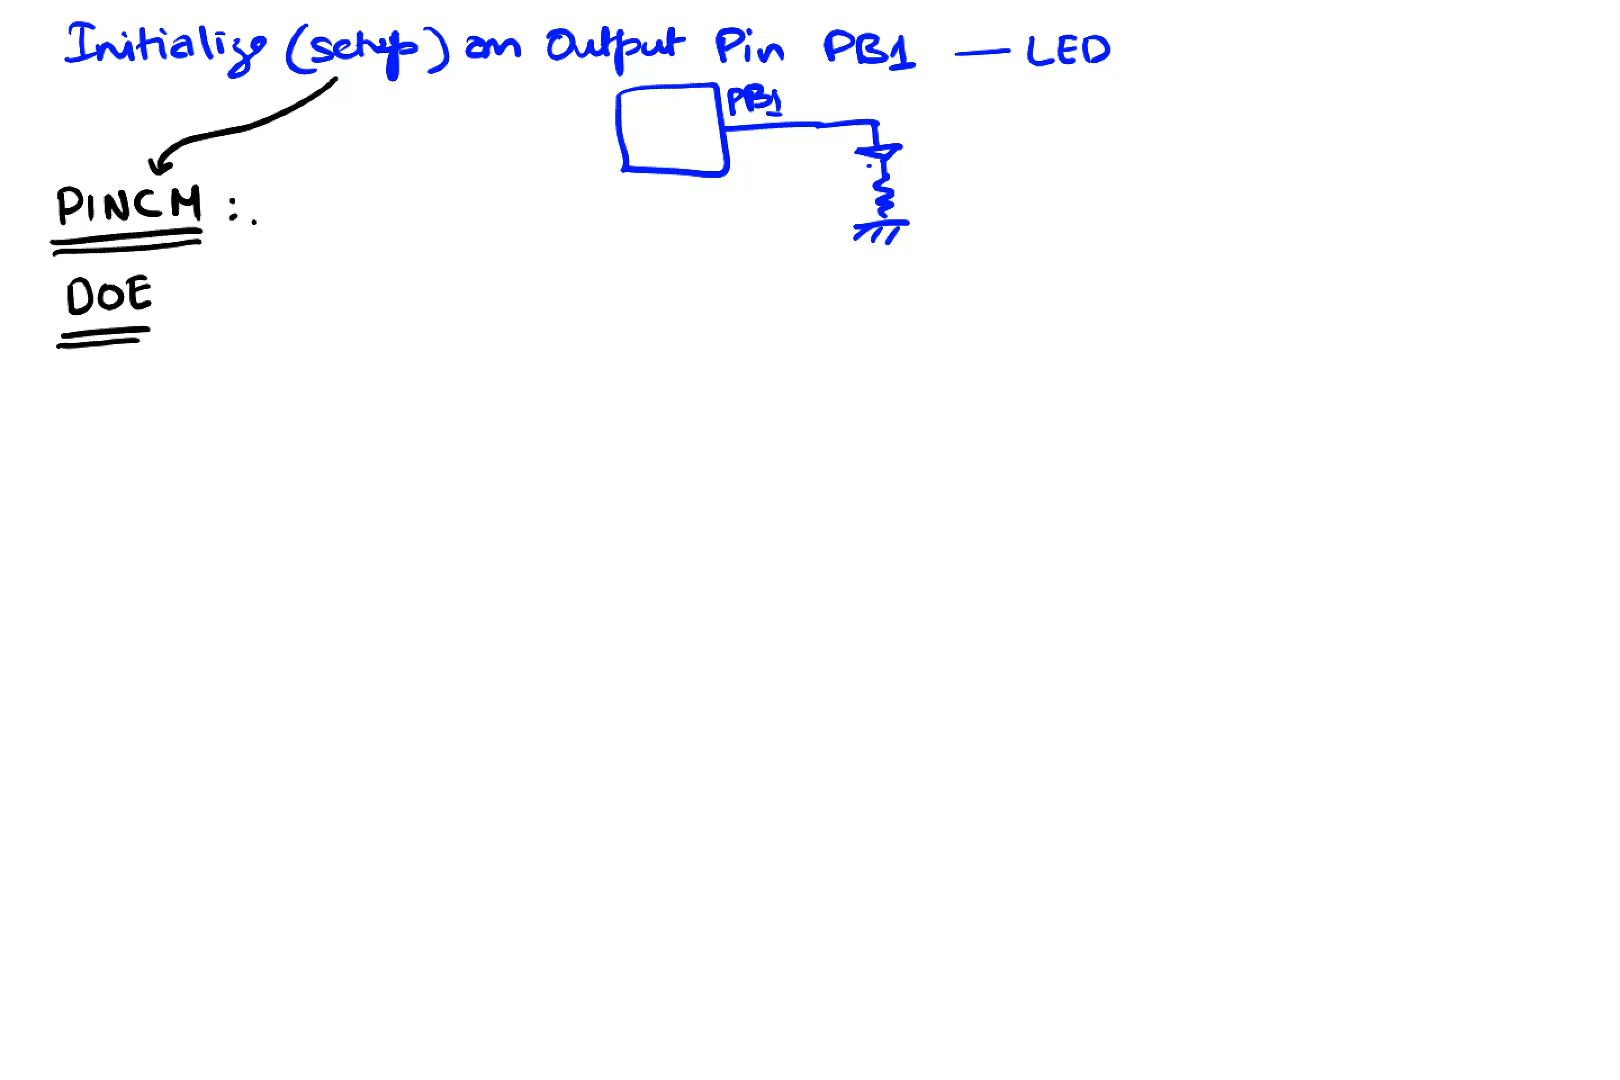 Initialize (setup) an Output Pin PB1 — LED
PB1
PINCM :.
DOE